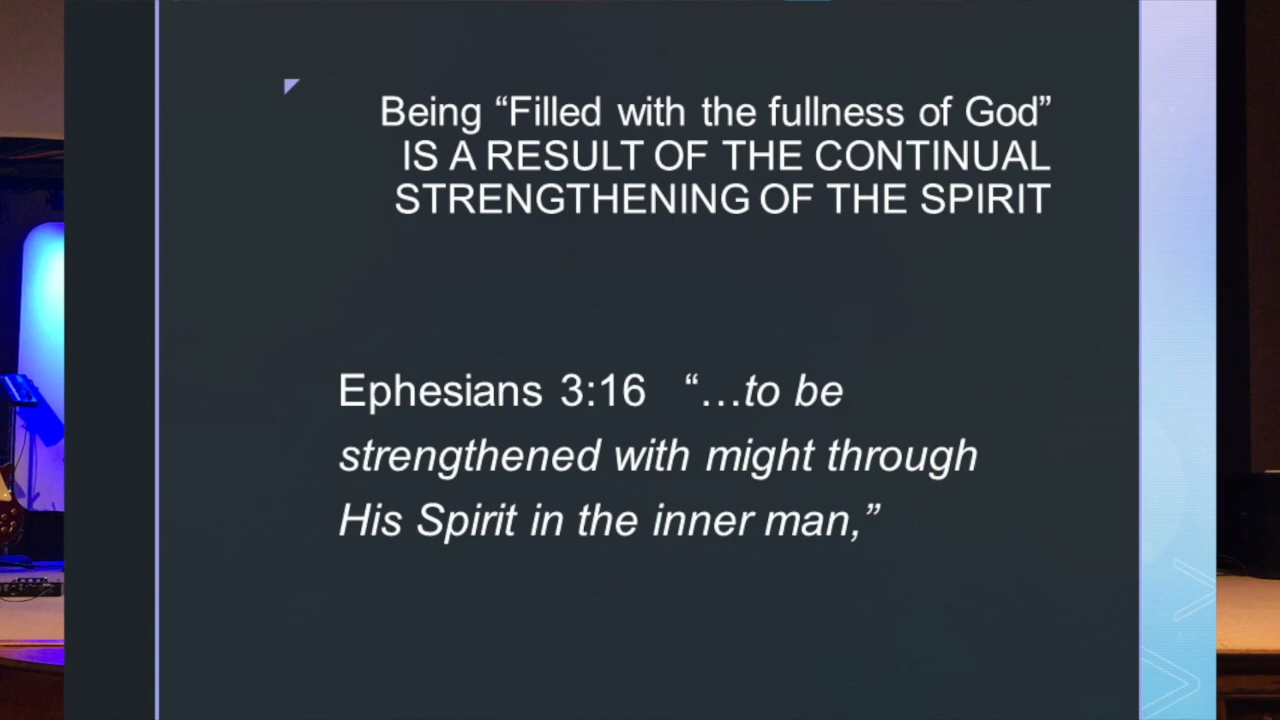 Being “Filled with the fullness of God”
IS A RESULT OF THE CONTINUAL
STRENGTHENING OF THE SPIRIT
Ephesians 3:16 “…to be
strengthened with might through
His Spirit in the inner man,”